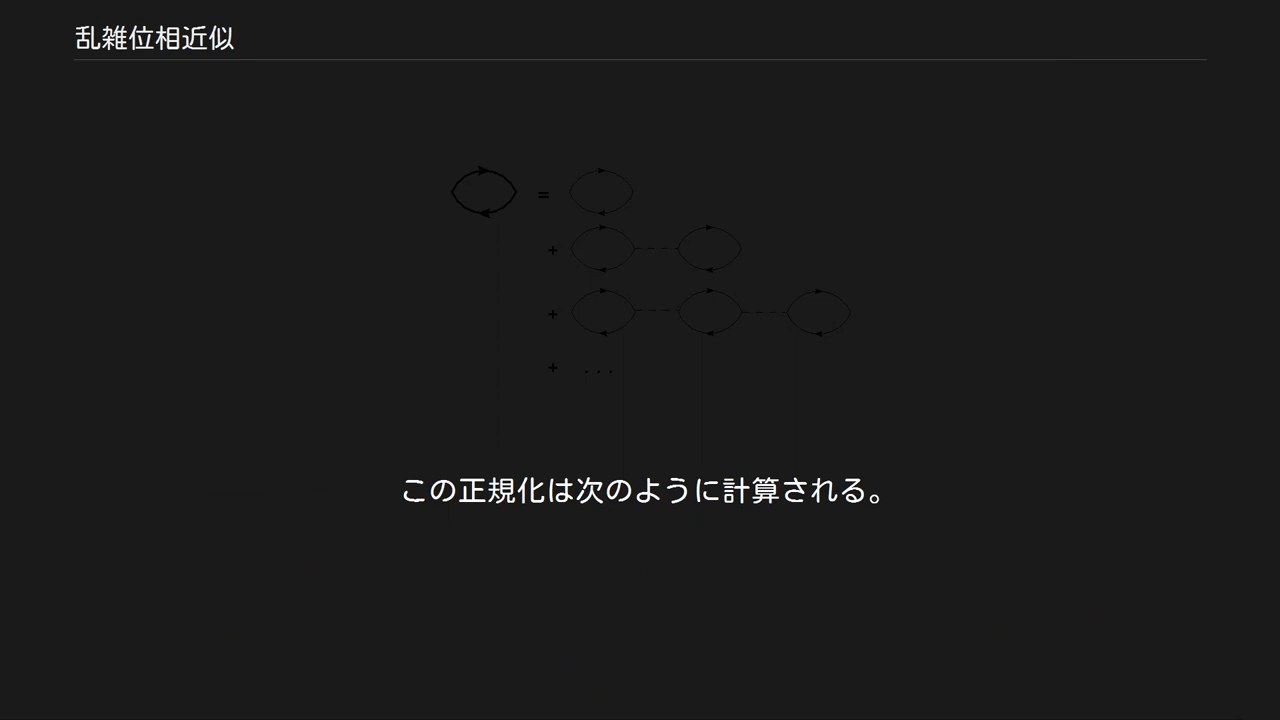 乱雑位相近似
=
+
+
+ ...
この正規化は次のように計算される。